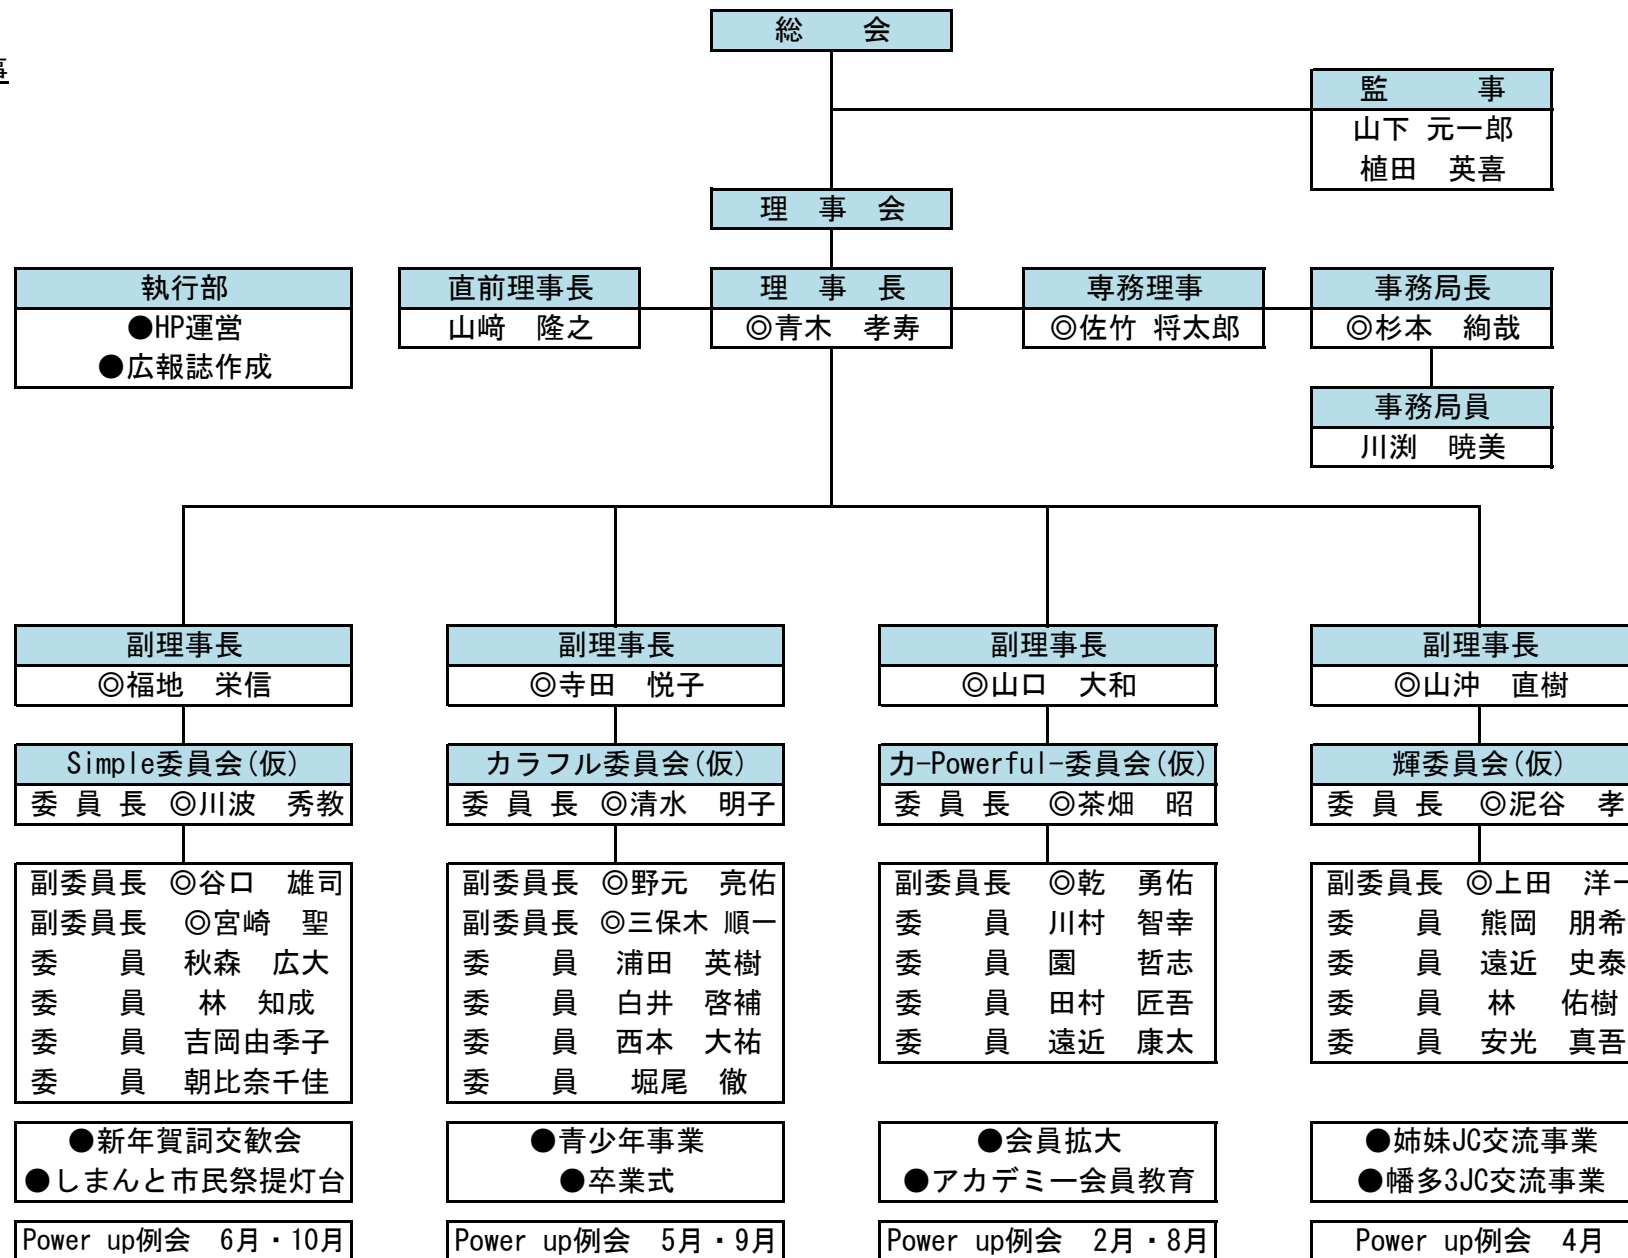 総　会
事
監　事
山下 元一郎
植田　英喜
理　事　会
執行部
●HP運営
●広報誌作成
直前理事長
山﨑　隆之
理　事　長
◎青木　孝寿
専務理事
◎佐竹 将太郎
事務局長
◎杉本　絢哉
事務局員
川渕　暁美
副理事長
◎福地　栄信
Simple委員会(仮)
委 員 長 ◎川波　秀教
副委員長 ◎谷口　雄司
副委員長 ◎宮崎　聖
委　　員 秋森　広大
委　　員 林　知成
委　　員 吉岡由季子
委　　員 朝比奈千佳
●新年賀詞交歓会
●しまんと市民祭提灯台
Power up例会　6月・10月
副理事長
◎寺田　悦子
カラフル委員会(仮)
委 員 長 ◎清水　明子
副委員長 ◎野元　亮佑
副委員長 ◎三保木 順一
委　　員 浦田　英樹
委　　員 白井　啓補
委　　員 西本　大祐
委　　員 堀尾　徹
●青少年事業
●卒業式
Power up例会　5月・9月
副理事長
◎山口　大和
力-Powerful-委員会(仮)
委 員 長 ◎茶畑　昭
副委員長 ◎乾　勇佑
委　　員 川村　智幸
委　　員 園　　哲志
委　　員 田村　匠吾
委　　員 遠近　康太
●会員拡大
●アカデミー会員教育
Power up例会　2月・8月
副理事長
◎山沖　直樹
輝委員会(仮)
委 員 長 ◎泥谷　孝
副委員長 ◎上田　洋一
委　　員 熊岡　朋希
委　　員 遠近　史泰
委　　員 林　　佑樹
委　　員 安光　真吾
●姉妹JC交流事業
●幡多3JC交流事業
Power up例会　4月